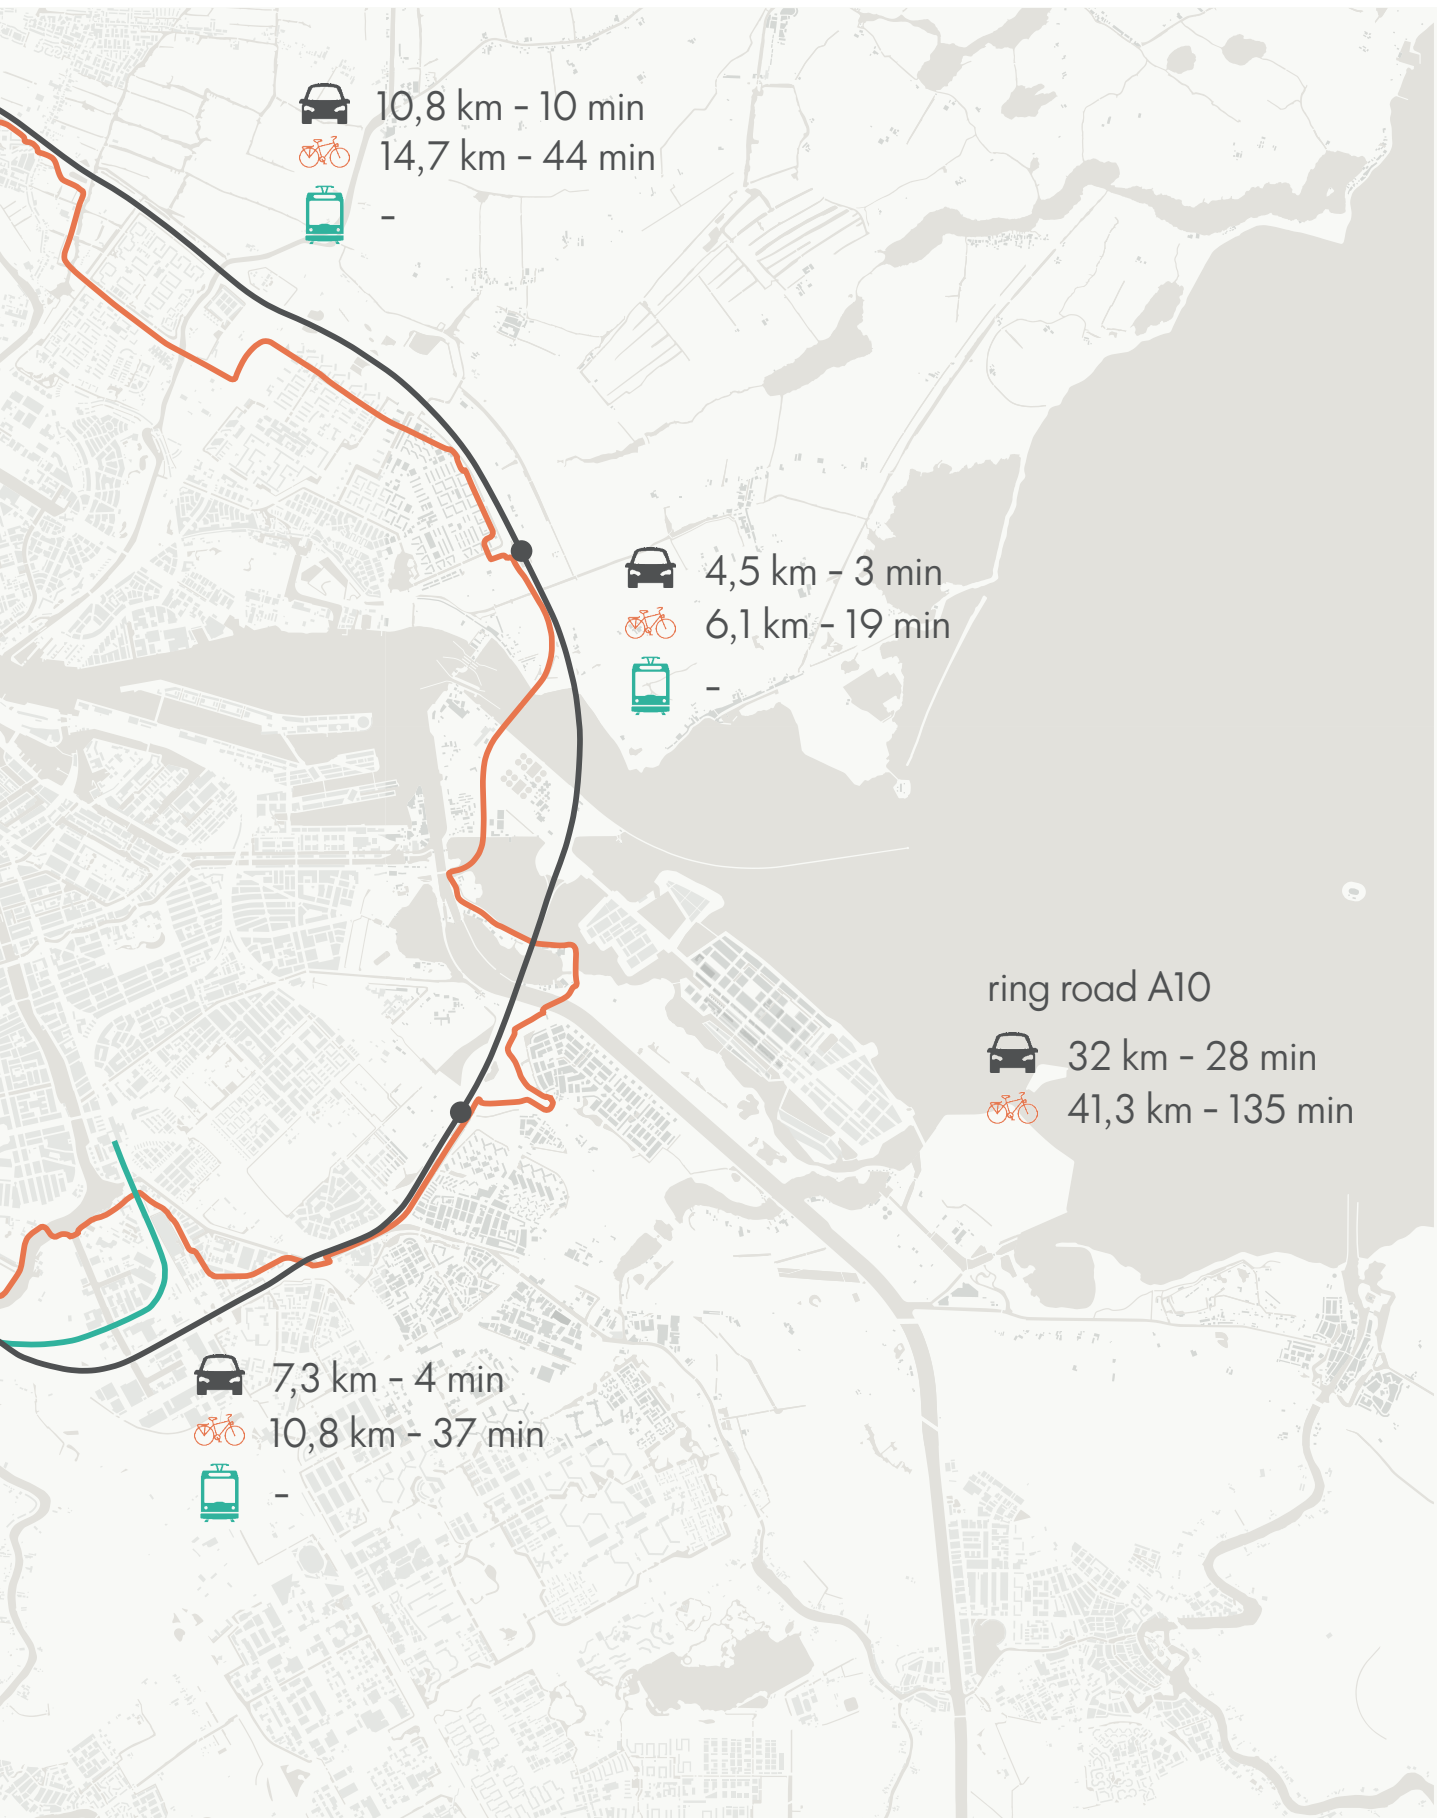 10,8 km - 10 min
14,7 km - 44 min
-
4,5 km - 3 min
6,1 km - 19 min
-
ring road A10
32 km - 28 min
41,3 km - 135 min
7,3 km - 4 min
10,8 km - 37 min
-